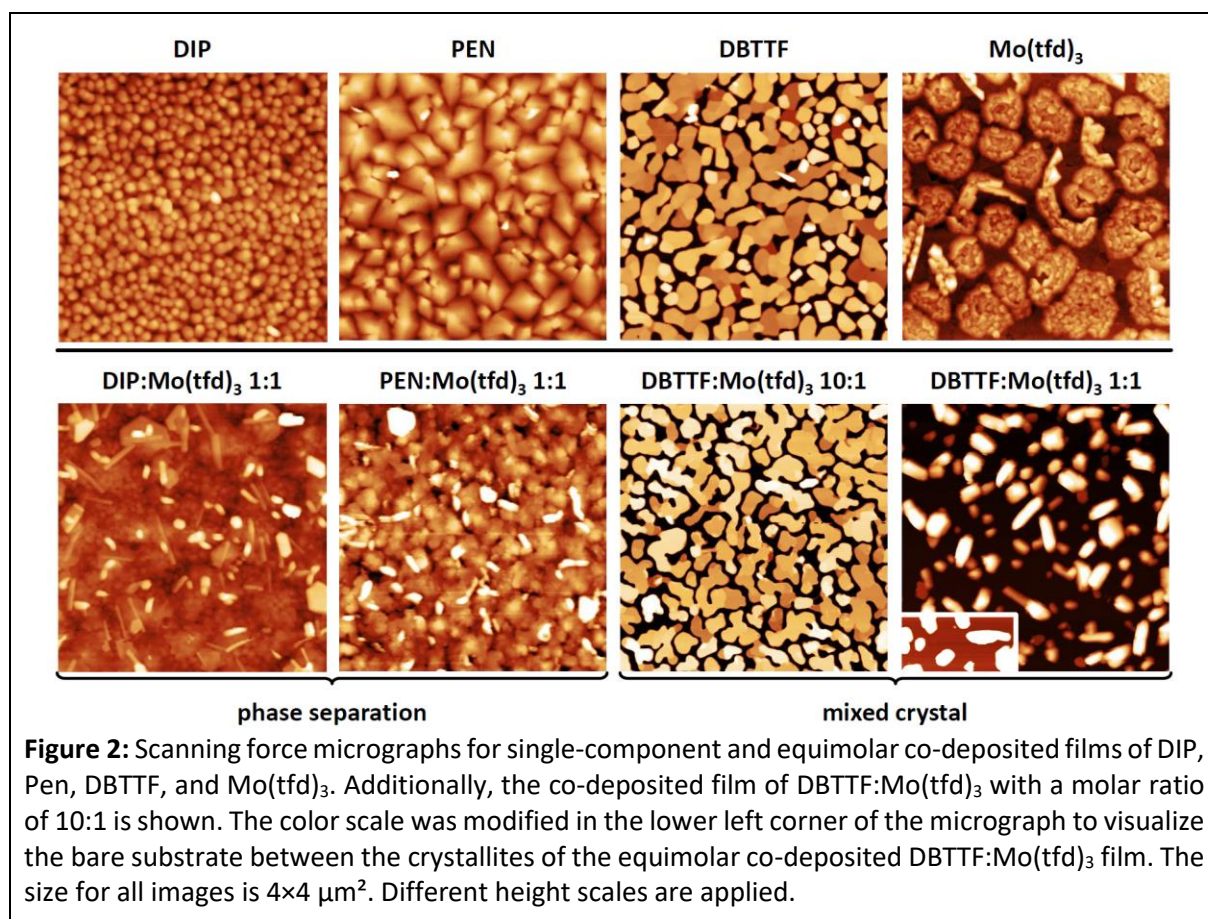 DIP PEN DBTTF Mo(tfd)₃
DIP:Mo(tfd)₃ 1:1 PEN:Mo(tfd)₃ 1:1 DBTTF:Mo(tfd)₃ 10:1 DBTTF:Mo(tfd)₃ 1:1
phase separation mixed crystal
Figure 2: Scanning force micrographs for single-component and equimolar co-deposited films of DIP,
Pen, DBTTF, and Mo(tfd)₃. Additionally, the co-deposited film of DBTTF:Mo(tfd)₃ with a molar ratio
of 10:1 is shown. The color scale was modified in the lower left corner of the micrograph to visualize
the bare substrate between the crystallites of the equimolar co-deposited DBTTF:Mo(tfd)₃ film. The
size for all images is 4×4 µm². Different height scales are applied.